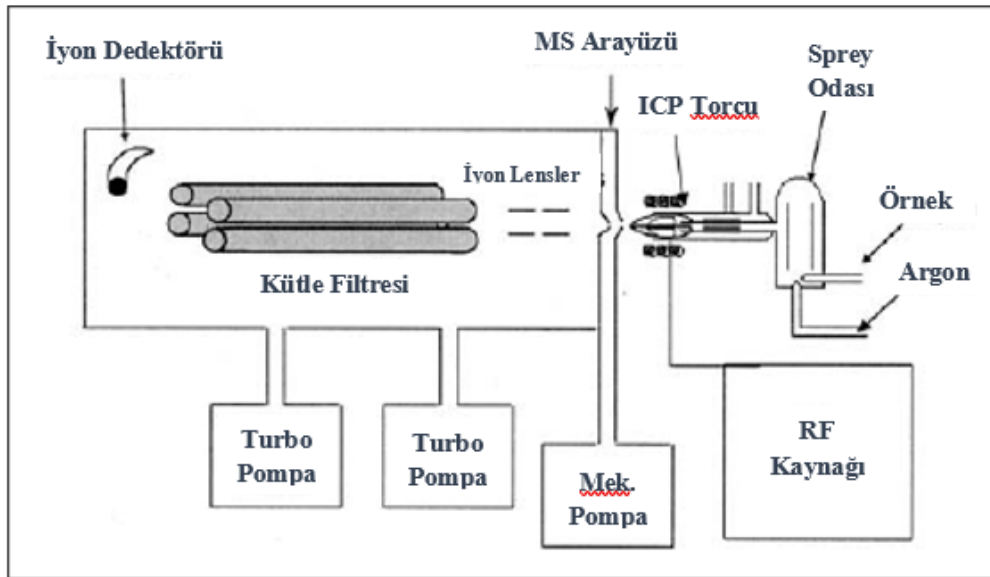 İyon Dedektörü
MS Arayüzü
Sprey
Odası
ICP Torcu
İyon Lensler
Örnek
Kütle Filtresi
Argon
Turbo
Pompa
Turbo
Pompa
Mek.
Pompa
RF
Kaynağı